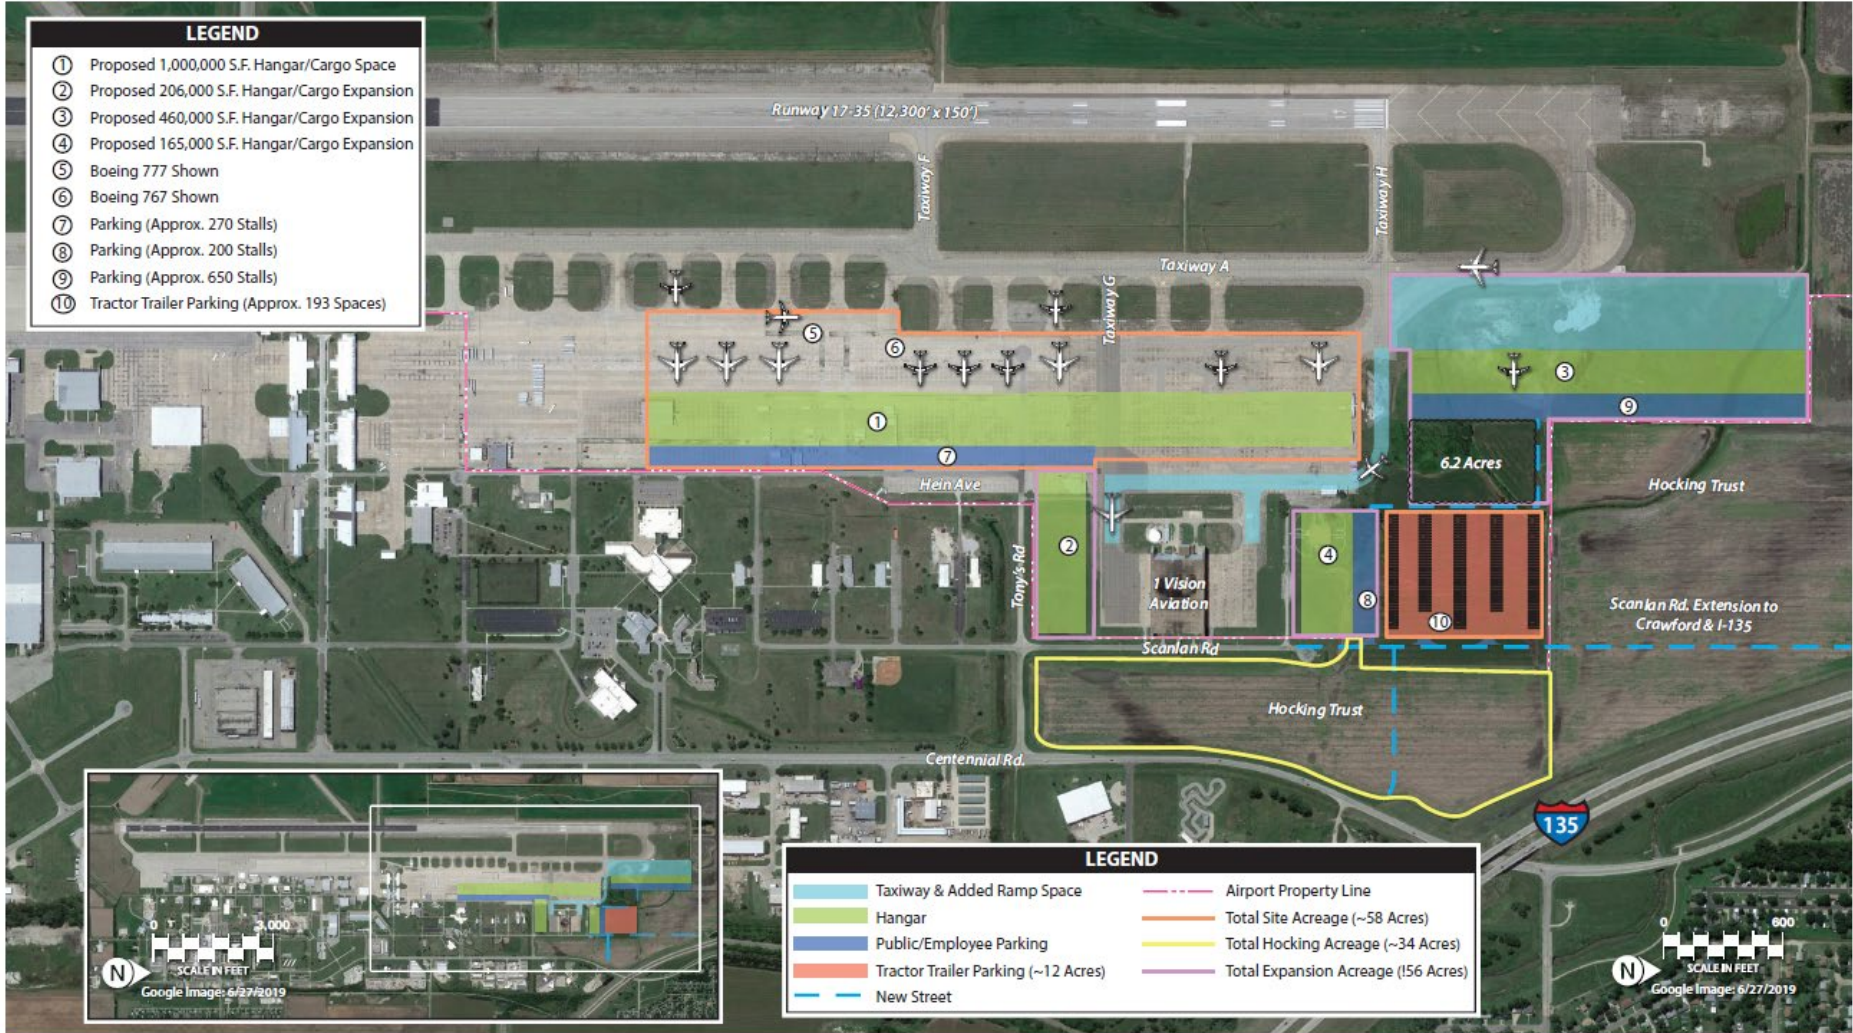 LEGEND
1 Proposed 1,000,000 S.F. Hangar/Cargo Space
2 Proposed 206,000 S.F. Hangar/Cargo Expansion
3 Proposed 460,000 S.F. Hangar/Cargo Expansion
4 Proposed 165,000 S.F. Hangar/Cargo Expansion
5 Boeing 777 Shown
6 Boeing 767 Shown
7 Parking (Approx. 270 Stalls)
8 Parking (Approx. 200 Stalls)
9 Parking (Approx. 650 Stalls)
10 Tractor Trailer Parking (Approx. 193 Spaces)
Runway 17-35 (12,300' x 150')
Taxiway F
Taxiway H
Taxiway A
Taxiway G
5
6
3
9
1
7
6.2 Acres
Hein Ave
Hocking Trust
Tony's Rd
2
4
1 Vision
Aviation
8
10
Scanlan Rd. Extension to
Crawford & I-135
Scanlan Rd
Hocking Trust
Centennial Rd.
135
0 3,000
SCALE IN FEET
N
Google Image: 6/27/2019
LEGEND
Taxiway & Added Ramp Space
Hangar
Public/Employee Parking
Tractor Trailer Parking (~12 Acres)
New Street
Airport Property Line
Total Site Acreage (~58 Acres)
Total Hocking Acreage (~34 Acres)
Total Expansion Acreage (!56 Acres)
0 600
SCALE IN FEET
N
Google Image: 6/27/2019